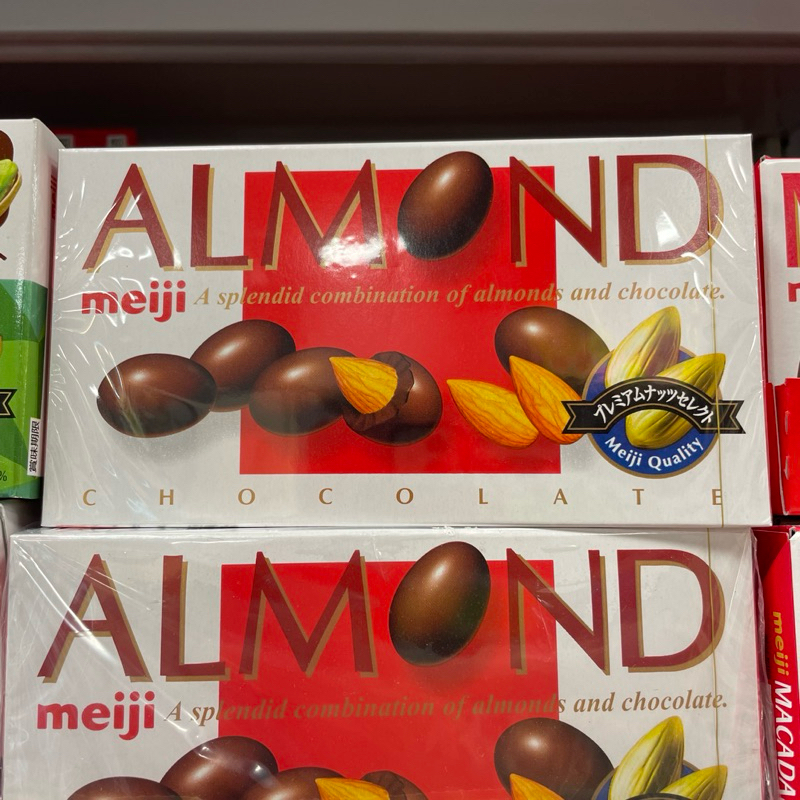 ALMOND
meiji A splendid combination of almonds and chocolate.
プレミアムナッツセレクト
Meiji Quality
CHOCOLATE
賞味期限
%
ALMOND
meiji A splendid combination of almonds and chocolate.
meiji MACADA